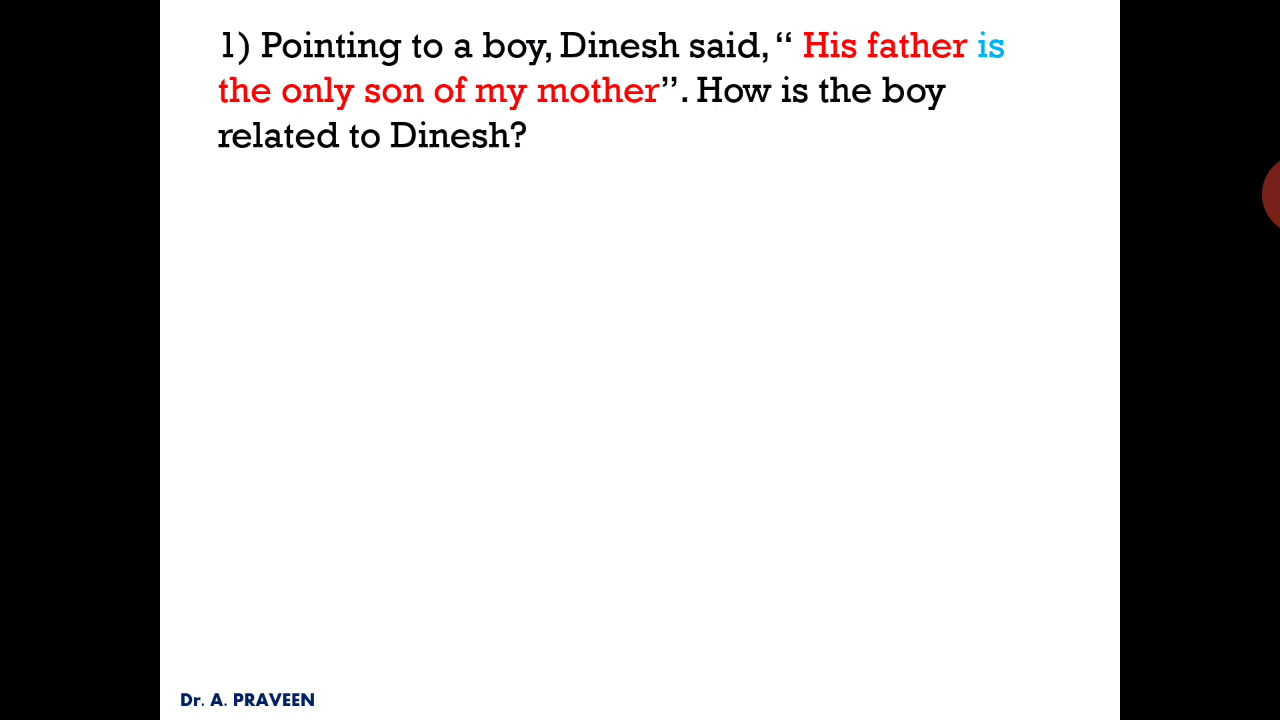 1) Pointing to a boy, Dinesh said, “ His father is
the only son of my mother”. How is the boy
related to Dinesh?
Dr. A. PRAVEEN